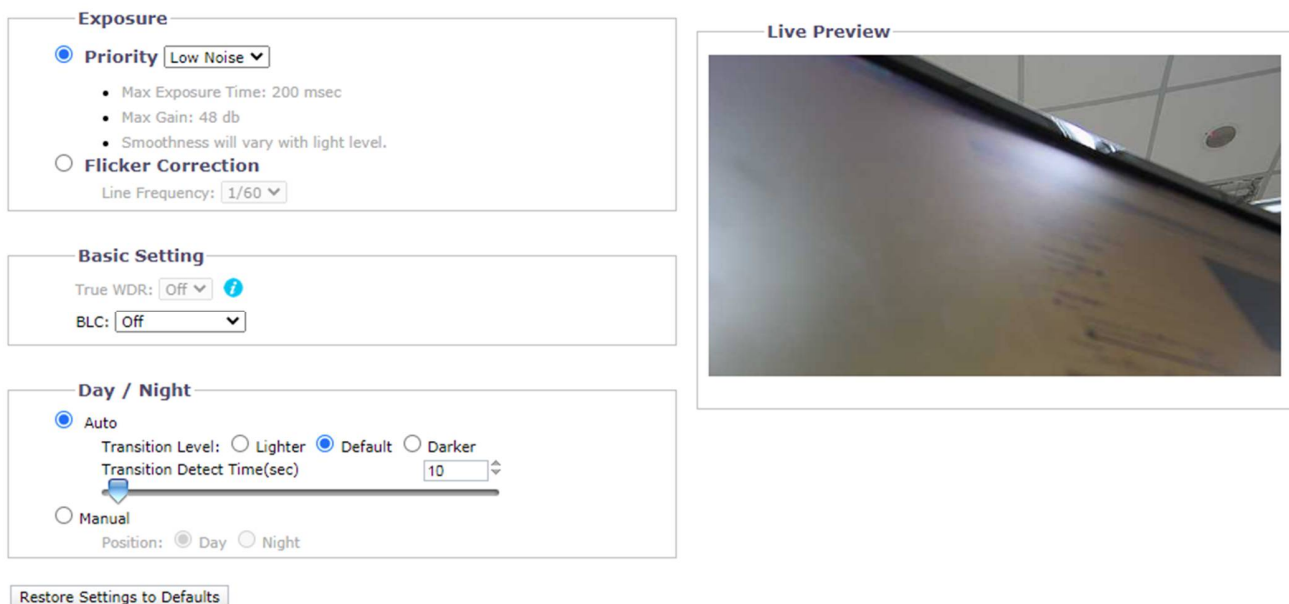 Exposure
Priority Low Noise
Max Exposure Time: 200 msec
Max Gain: 48 db
Smoothness will vary with light level.
Flicker Correction
Line Frequency: 1/60
Basic Setting
True WDR: Off i
BLC: Off
Day / Night
Auto
Transition Level: Lighter Default Darker
Transition Detect Time(sec) 10
Manual
Position: Day Night
Restore Settings to Defaults
Live Preview